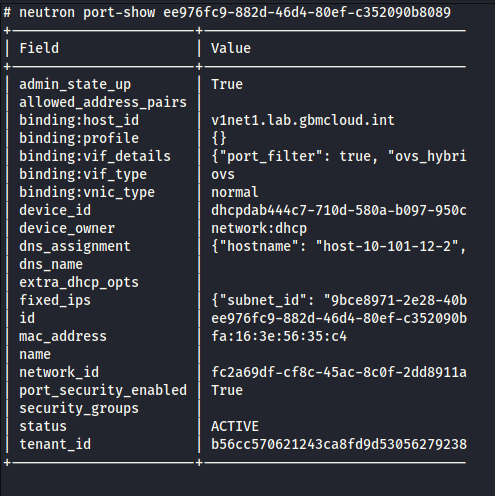 # neutron port-show ee976fc9-882d-46d4-80ef-c352090b8089
+-----------------------+--------------------------------
| Field | Value
+-----------------------+--------------------------------
| admin_state_up | True
| allowed_address_pairs |
| binding:host_id | v1net1.lab.gbmcloud.int
| binding:profile | {}
| binding:vif_details | {"port_filter": true, "ovs_hybri
| binding:vif_type | ovs
| binding:vnic_type | normal
| device_id | dhcpdab444c7-710d-580a-b097-950c
| device_owner | network:dhcp
| dns_assignment | {"hostname": "host-10-101-12-2",
| dns_name |
| extra_dhcp_opts |
| fixed_ips | {"subnet_id": "9bce8971-2e28-40b
| id | ee976fc9-882d-46d4-80ef-c352090b
| mac_address | fa:16:3e:56:35:c4
| name |
| network_id | fc2a69df-cf8c-45ac-8c0f-2dd8911a
| port_security_enabled | True
| security_groups |
| status | ACTIVE
| tenant_id | b56cc570621243ca8fd9d53056279238
+-----------------------+--------------------------------